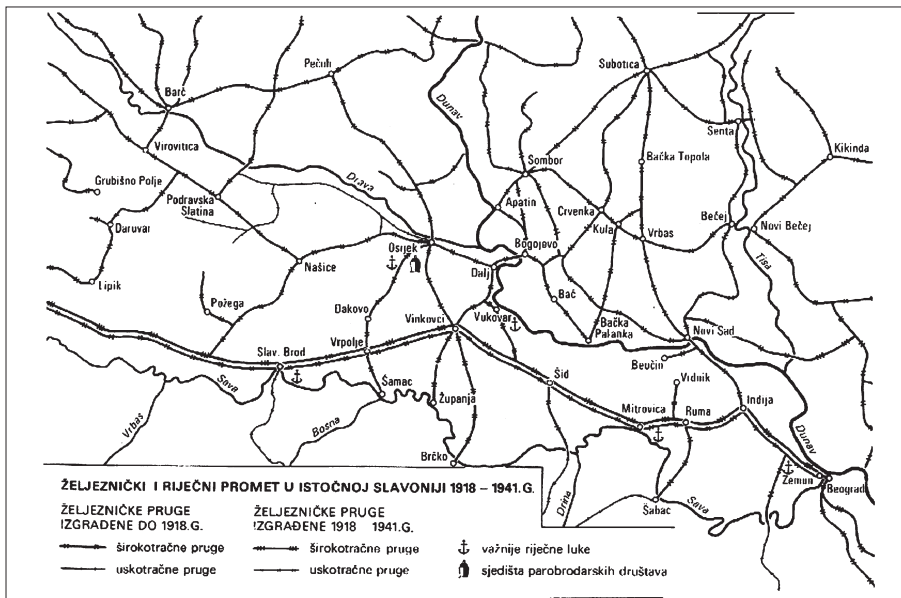 Pečuh
Subotica
Barč
Dunav
Senta
Virovitica
Sombor
Bačka Topola
Kikinda
Grubišno Polje
Drava
Podravska
Slatina
Apatin
Crvenka
Bečej
Daruvar
Kula
Vrbas
Novi Bečej
Osijek
Bogojevo
Našice
Dalj
Tisa
Lipik
Požega
Đakovo
Vinkovci
Vukovar
Bač
Bačka
Palanka
Novi Sad
Vrpolje
Beočin
Slav. Brod
Šid
Vrdnik
Sava
Šamac
Županja
Mitrovica
Ruma
Inđija
Vrbas
Bosna
Dunav
Brčko
Zemun
Beograd
Drina
Šabac
Sava
ŽELJEZNIČKI I RIJEČNI PROMET U ISTOČNOJ SLAVONIJI 1918 – 1941.G.
ŽELJEZNIČKE PRUGE
IZGRAĐENE DO 1918.G.
širokotračne pruge
uskotračne pruge
ŽELJEZNIČKE PRUGE
IZGRAĐENE 1918 1941.G.
širokotračne pruge
uskotračne pruge
važnije riječne luke
sjedišta parobrodarskih društava